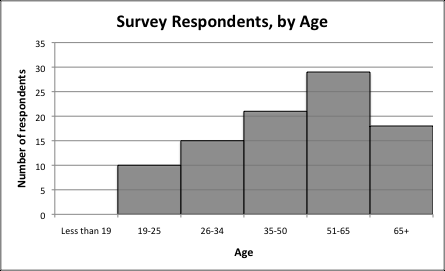 Survey Respondents, by Age
Number of respondents
35
30
25
20
15
10
5
0
Less than 19 19-25 26-34 35-50 51-65 65+
Age